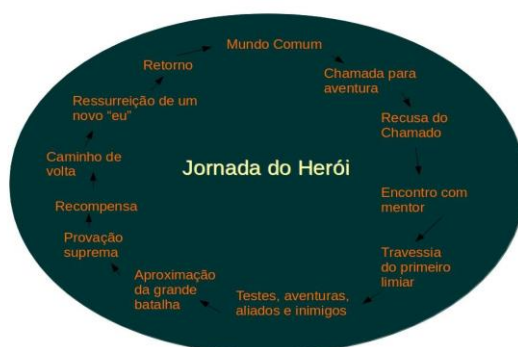 Mundo Comum
Chamada para
aventura
Recusa do
Chamado
Encontro com
mentor
Travessia
do primeiro
limiar
Testes, aventuras,
aliados e inimigos
Aproximação
da grande
batalha
Provação
suprema
Recompensa
Caminho de
volta
Ressurreição de um
novo “eu”
Retorno
Jornada do Herói